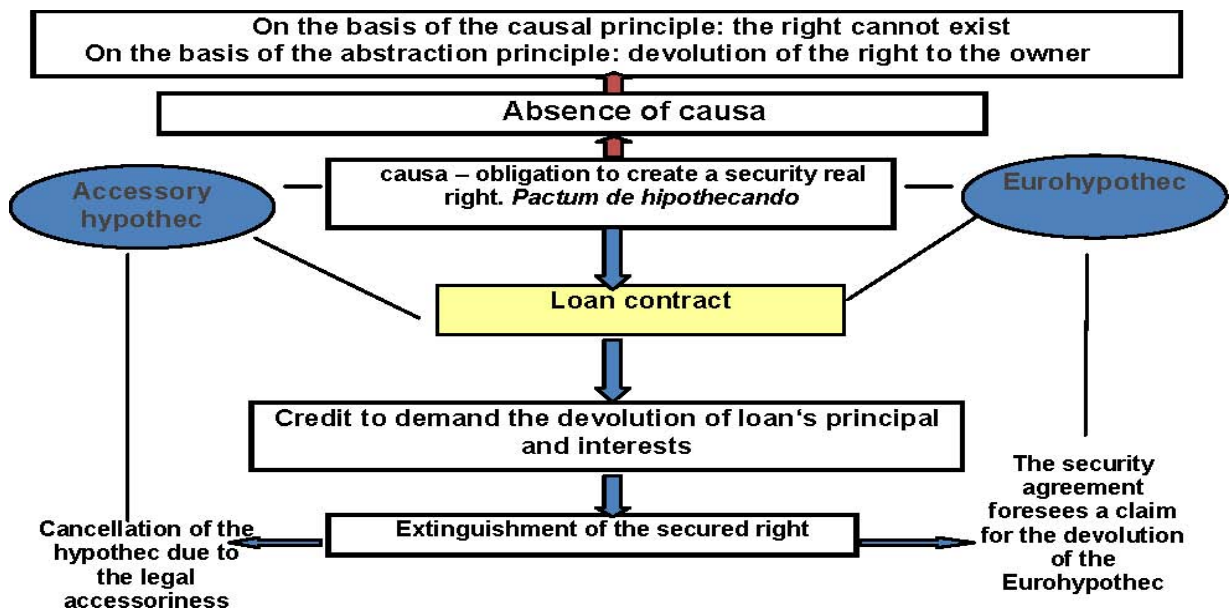 On the basis of the causal principle: the right cannot exist
On the basis of the abstraction principle: devolution of the right to the owner
Absence of causa
causa – obligation to create a security real
right. Pactum de hipothecando
Accessory
hypothec
Eurohypothec
Loan contract
Credit to demand the devolution of loan‘s principal
and interests
Extinguishment of the secured right
Cancellation of the
hypothec due to
the legal
accessoriness
The security
agreement
foresees a claim
for the devolution
of the
Eurohypothec